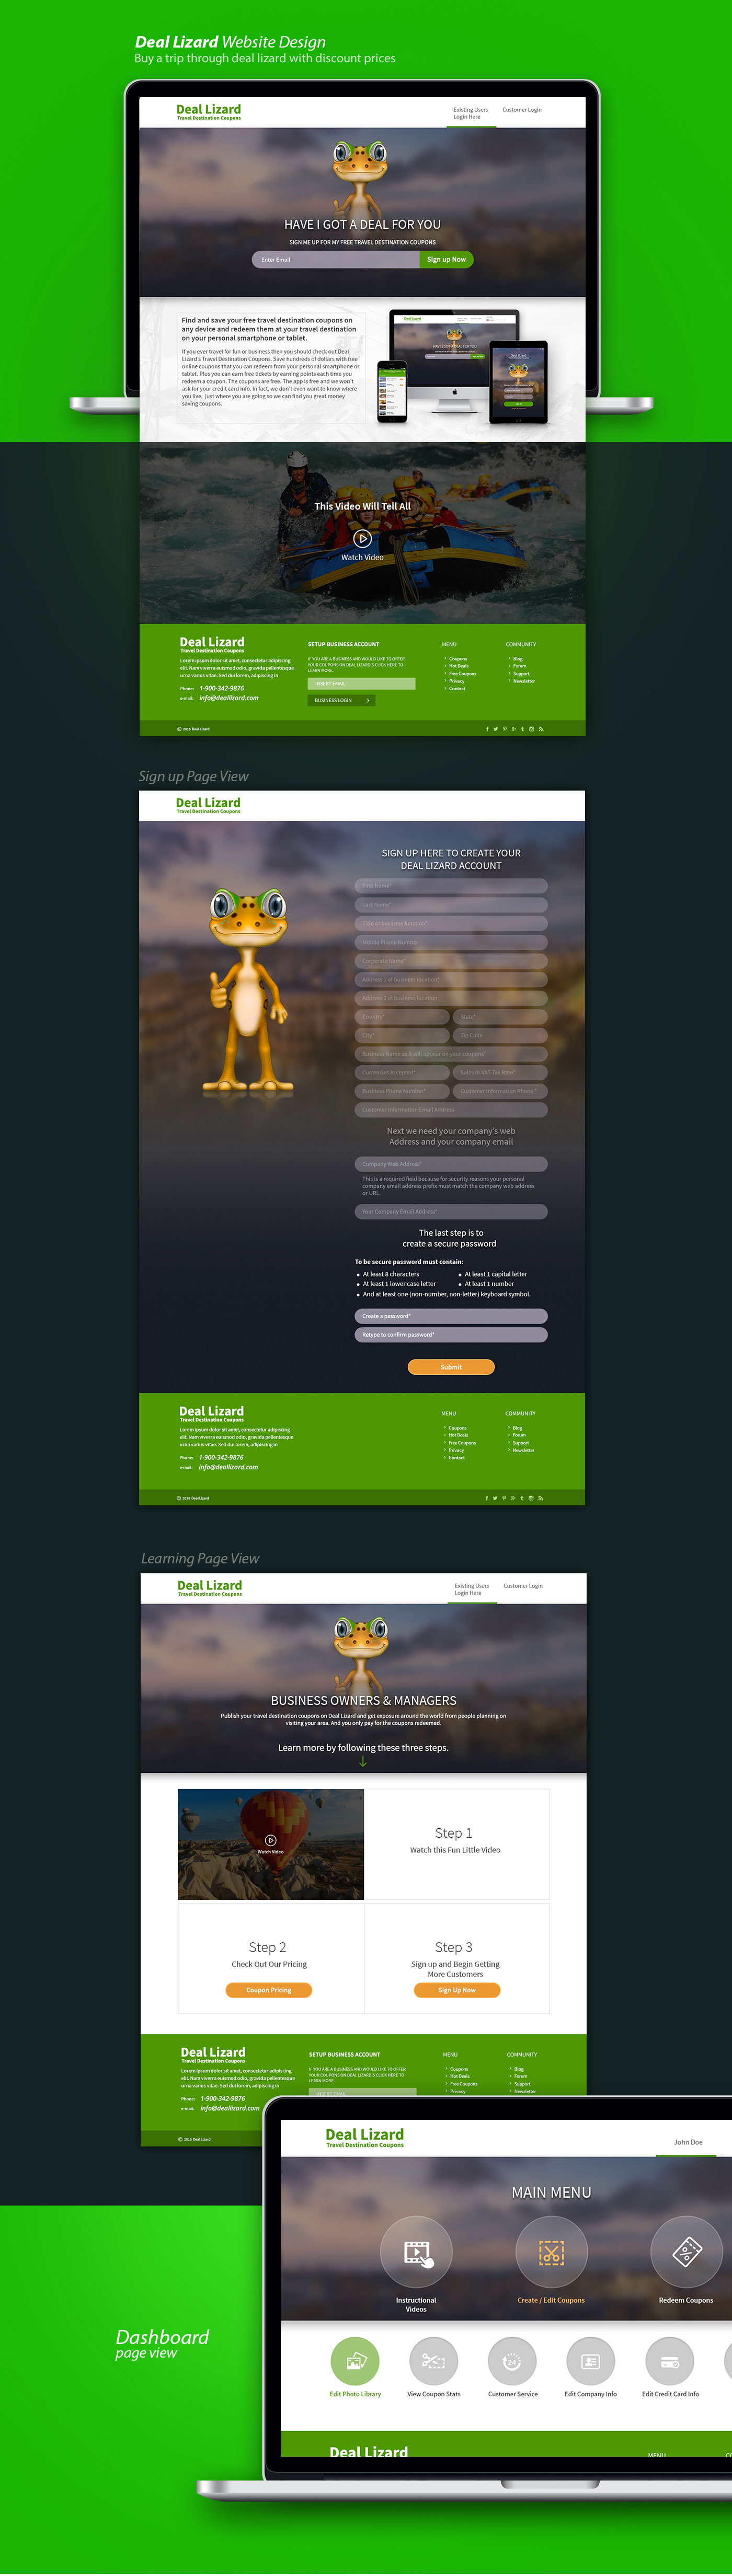 Deal Lizard Website Design
Buy a trip through deal lizard with discount prices
Deal Lizard
Travel Destination Coupons
Existing Users
Login Here
Customer Login
HAVE I GOT A DEAL FOR YOU
SIGN ME UP FOR MY FREE TRAVEL DESTINATION COUPONS
Enter Email
Sign up Now
Find and save your free travel destination coupons on
any device and redeem them at your travel destination
on your personal smartphone or tablet.
If you ever travel for fun or business then you should check out Deal
Lizard's Travel Destination Coupons. Save hundreds of dollars with free
online coupons that you can redeem from your personal smartphone or
tablet. Plus you can earn free tickets by earning points each time you
redeem a coupon. The coupons are free. The app is free and we won't
ask for your credit card info. In fact, we don't even want to know where
you live, just where you are going so we can find you great money
saving coupons.
This Video Will Tell All
Watch Video
Deal Lizard
Travel Destination Coupons
Lorem ipsum dolor sit amet, consectetur adipiscing
elit. Nam viverra euismod odio, gravida pellentesque
urna varius vitae. Sed dui lorem, adipiscing in
Phone: 1-900-342-9876
e-mail: info@deallizard.com
SETUP BUSINESS ACCOUNT
IF YOU ARE A BUSINESS AND WOULD LIKE TO OFFER
YOUR COUPONS ON DEAL LIZARD'S CLICK HERE TO
LEARN MORE.
INSERT EMAIL
BUSINESS LOGIN
MENU
Coupons
Hot Deals
Free Coupons
Privacy
Contact
COMMUNITY
Blog
Forum
Support
Newsletter
© 2015 Deal Lizard
Sign up Page View
Deal Lizard
Travel Destination Coupons
SIGN UP HERE TO CREATE YOUR
DEAL LIZARD ACCOUNT
First Name*
Last Name*
Title or business function*
Mobile Phone Number
Corporate Name*
Address 1 of business location*
Address 2 of business location
Country*
State*
City*
Zip Code
Business Name as it will appear on your coupons*
Currencies Accepted*
Sales or VAT Tax Rate*
Business Phone Number*
Customer Information Phone*
Customer Information Email Address
Next we need your company's web
Address and your company email
Company Web Address*
This is a required field because for security reasons your personal
company email address prefix must match the company web address
or URL.
Your Company Email Address*
The last step is to
create a secure password
To be secure password must contain:
At least 8 characters
At least 1 capital letter
At least 1 lower case letter
At least 1 number
And at least one (non-number, non-letter) keyboard symbol.
Create a password*
Retype to confirm password*
Submit
Deal Lizard
Travel Destination Coupons
Lorem ipsum dolor sit amet, consectetur adipiscing
elit. Nam viverra euismod odio, gravida pellentesque
urna varius vitae. Sed dui lorem, adipiscing in
Phone: 1-900-342-9876
e-mail: info@deallizard.com
MENU
Coupons
Hot Deals
Free Coupons
Privacy
Contact
COMMUNITY
Blog
Forum
Support
Newsletter
© 2015 Deal Lizard
Learning Page View
Deal Lizard
Travel Destination Coupons
Existing Users
Login Here
Customer Login
BUSINESS OWNERS & MANAGERS
Publish your travel destination coupons on Deal Lizard and get exposure around the world from people planning on
visiting your area. And you only pay for the coupons redeemed.
Learn more by following these three steps.
Watch Video
Step 1
Watch this Fun Little Video
Step 2
Check Out Our Pricing
Coupon Pricing
Step 3
Sign up and Begin Getting
More Customers
Sign Up Now
Deal Lizard
Travel Destination Coupons
Lorem ipsum dolor sit amet, consectetur adipiscing
elit. Nam viverra euismod odio, gravida pellentesque
urna varius vitae. Sed dui lorem, adipiscing in
Phone: 1-900-342-9876
e-mail: info@deallizard.com
SETUP BUSINESS ACCOUNT
IF YOU ARE A BUSINESS AND WOULD LIKE TO OFFER
YOUR COUPONS ON DEAL LIZARD'S CLICK HERE TO
LEARN MORE.
INSERT EMAIL
MENU
Coupons
Hot Deals
Free Coupons
Privacy
COMMUNITY
Blog
Forum
Support
Newsletter
© 2015 Deal Lizard
Deal Lizard
Travel Destination Coupons
John Doe
MAIN MENU
Instructional
Videos
Create / Edit Coupons
Redeem Coupons
24
Edit Photo Library
View Coupon Stats
Customer Service
Edit Company Info
Edit Credit Card Info
Deal Lizard
MENU
Dashboard
page view